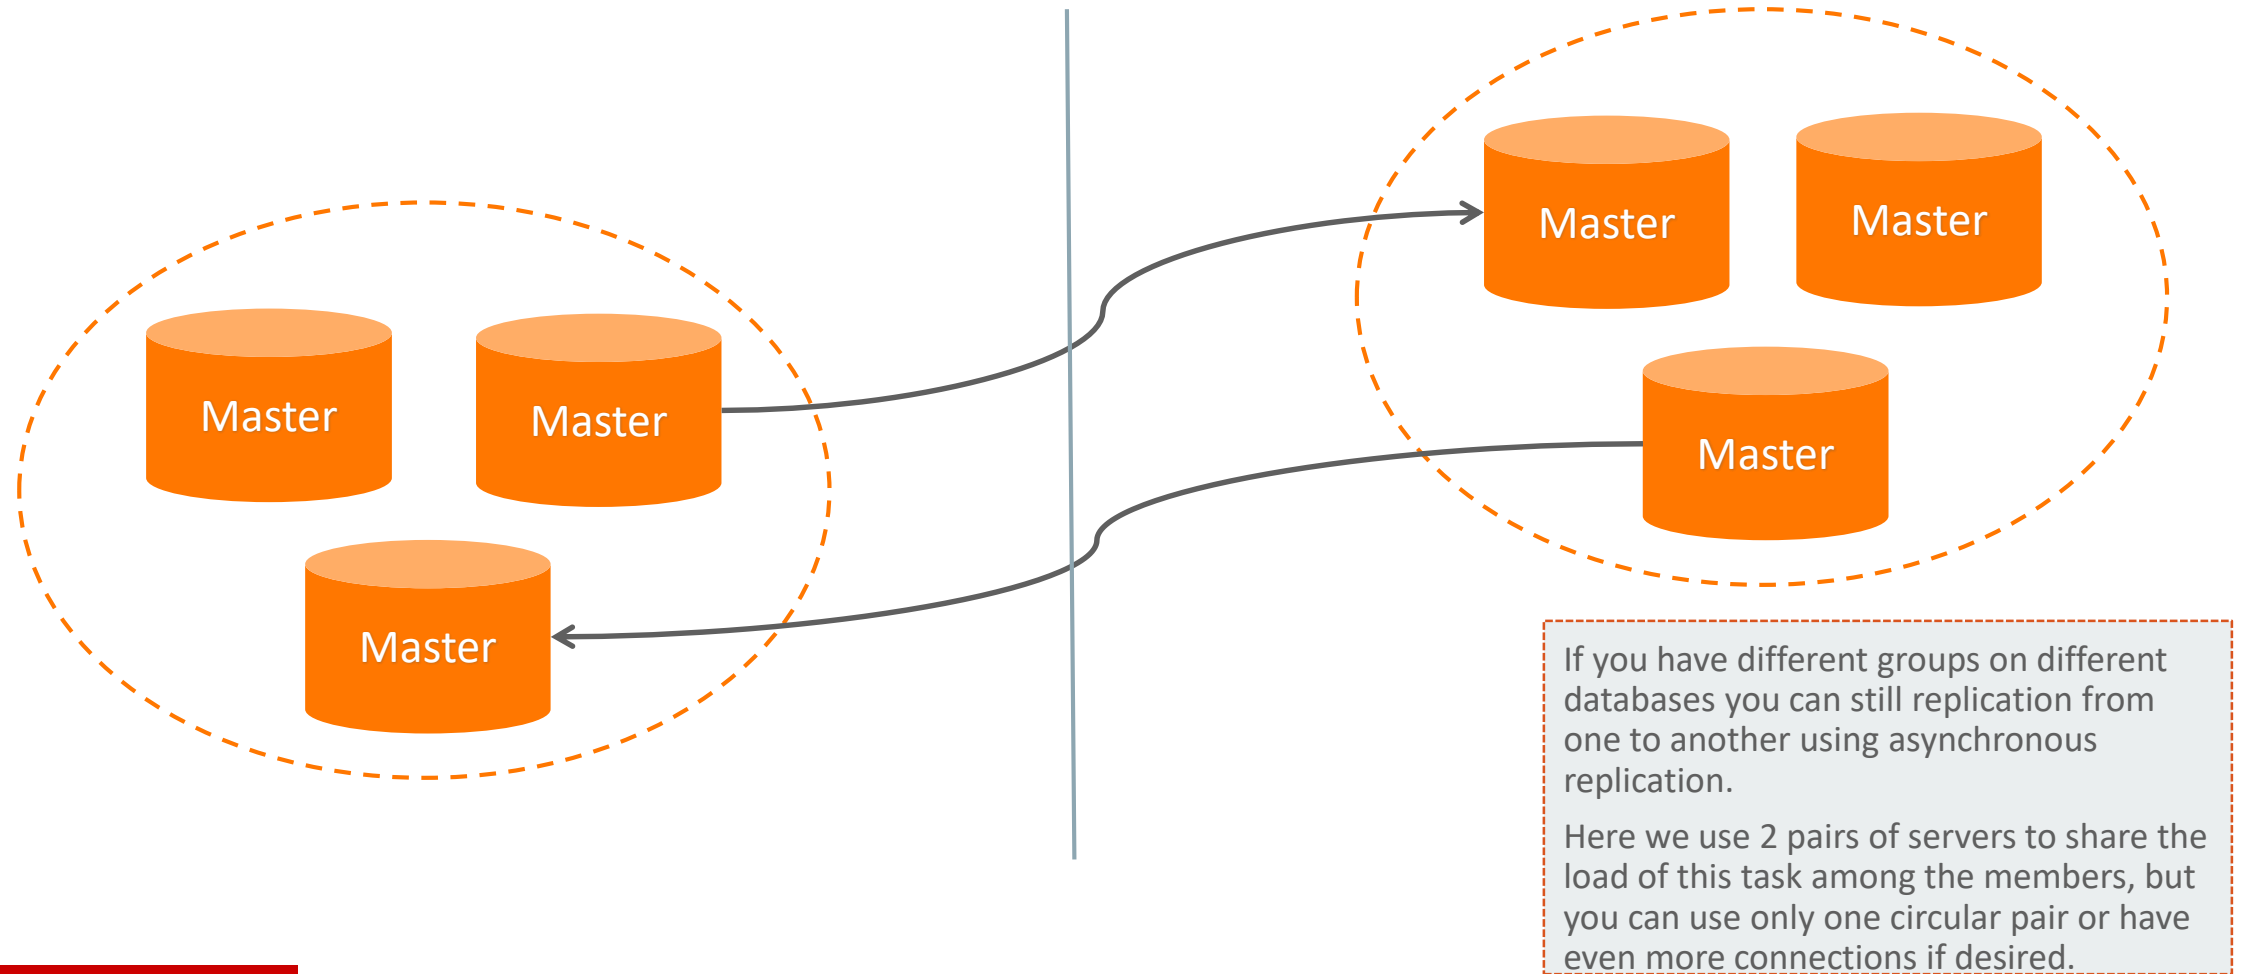 Master
Master
Master
Master
Master
Master
If you have different groups on different
databases you can still replication from
one to another using asynchronous
replication.
Here we use 2 pairs of servers to share the
load of this task among the members, but
you can use only one circular pair or have
even more connections if desired.